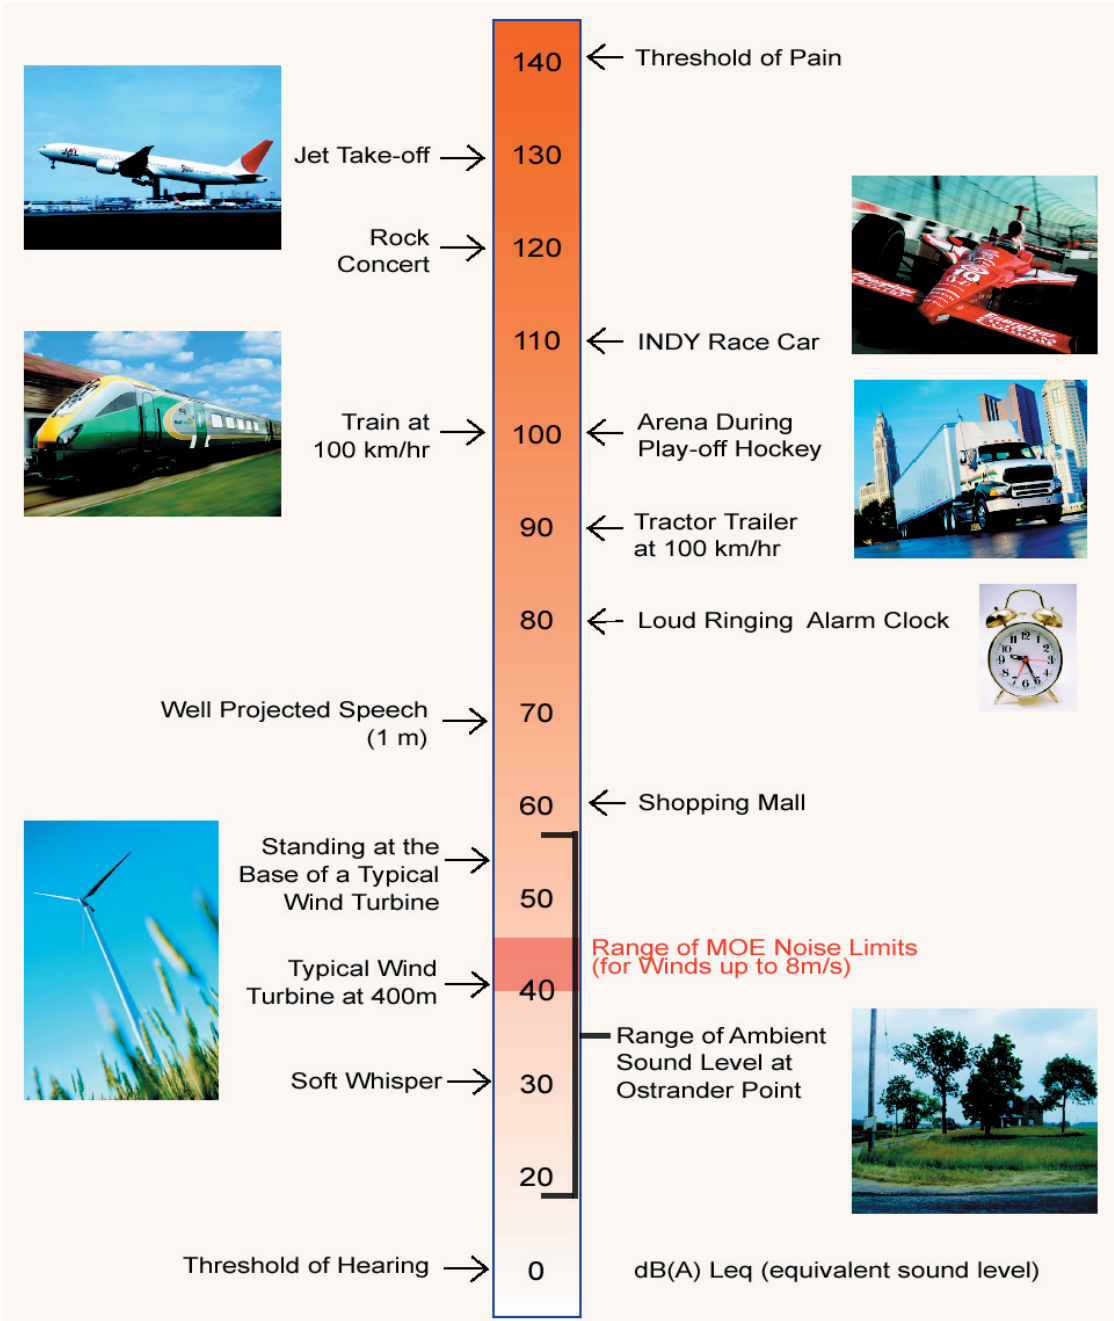 140
Threshold of Pain
Jet Take-off
130
Rock
Concert
120
110
INDY Race Car
Train at
100 km/hr
100
Arena During
Play-off Hockey
90
Tractor Trailer
at 100 km/hr
80
Loud Ringing Alarm Clock
Well Projected Speech
(1 m)
70
60
Shopping Mall
Standing at the
Base of a Typical
Wind Turbine
50
Range of MOE Noise Limits
(for Winds up to 8m/s)
Typical Wind
Turbine at 400m
40
Range of Ambient
Sound Level at
Ostrander Point
Soft Whisper
30
20
Threshold of Hearing
0
dB(A) Leq (equivalent sound level)